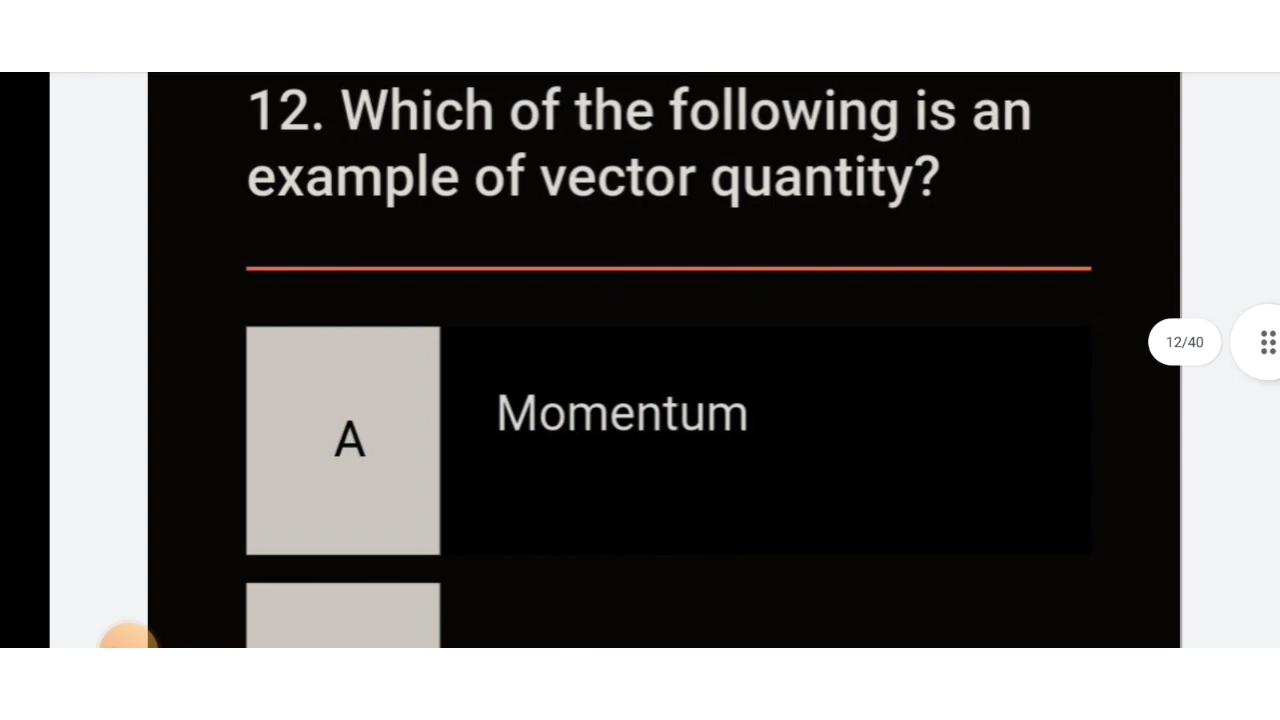 12. Which of the following is an
example of vector quantity?
A
Momentum
12/40